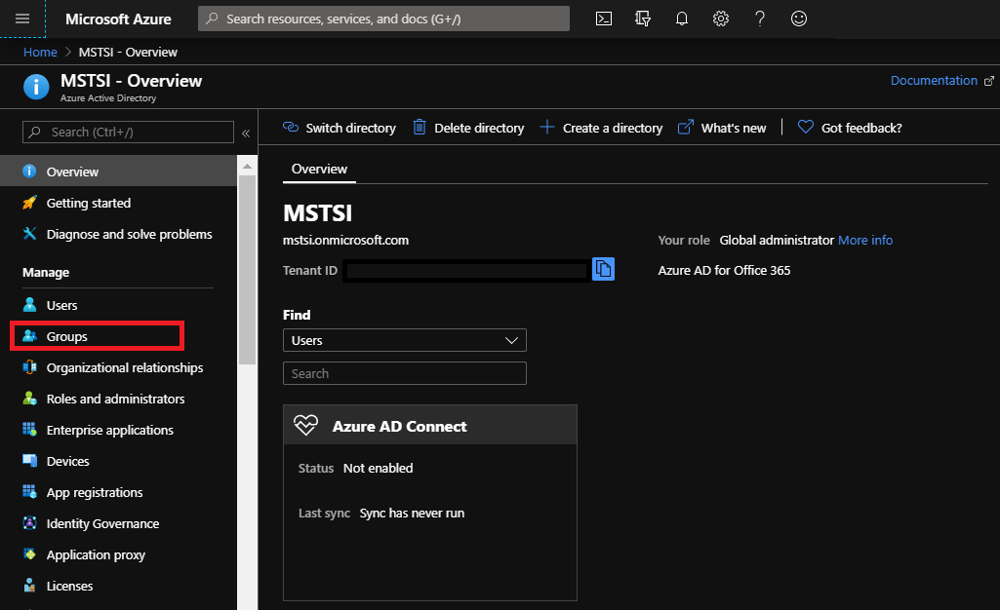 Microsoft Azure
Search resources, services, and docs (G+/)
Home > MSTSI - Overview
MSTSI - Overview
Azure Active Directory
Documentation
Search (Ctrl+/)
«
Switch directory
Delete directory
Create a directory
What's new
Got feedback?
Overview
Getting started
Diagnose and solve problems
Manage
Users
Groups
Organizational relationships
Roles and administrators
Enterprise applications
Devices
App registrations
Identity Governance
Application proxy
Licenses
Overview
MSTSI
mstsi.onmicrosoft.com
Your role Global administrator More info
Tenant ID
Azure AD for Office 365
Find
Users
Search
Azure AD Connect
Status Not enabled
Last sync Sync has never run